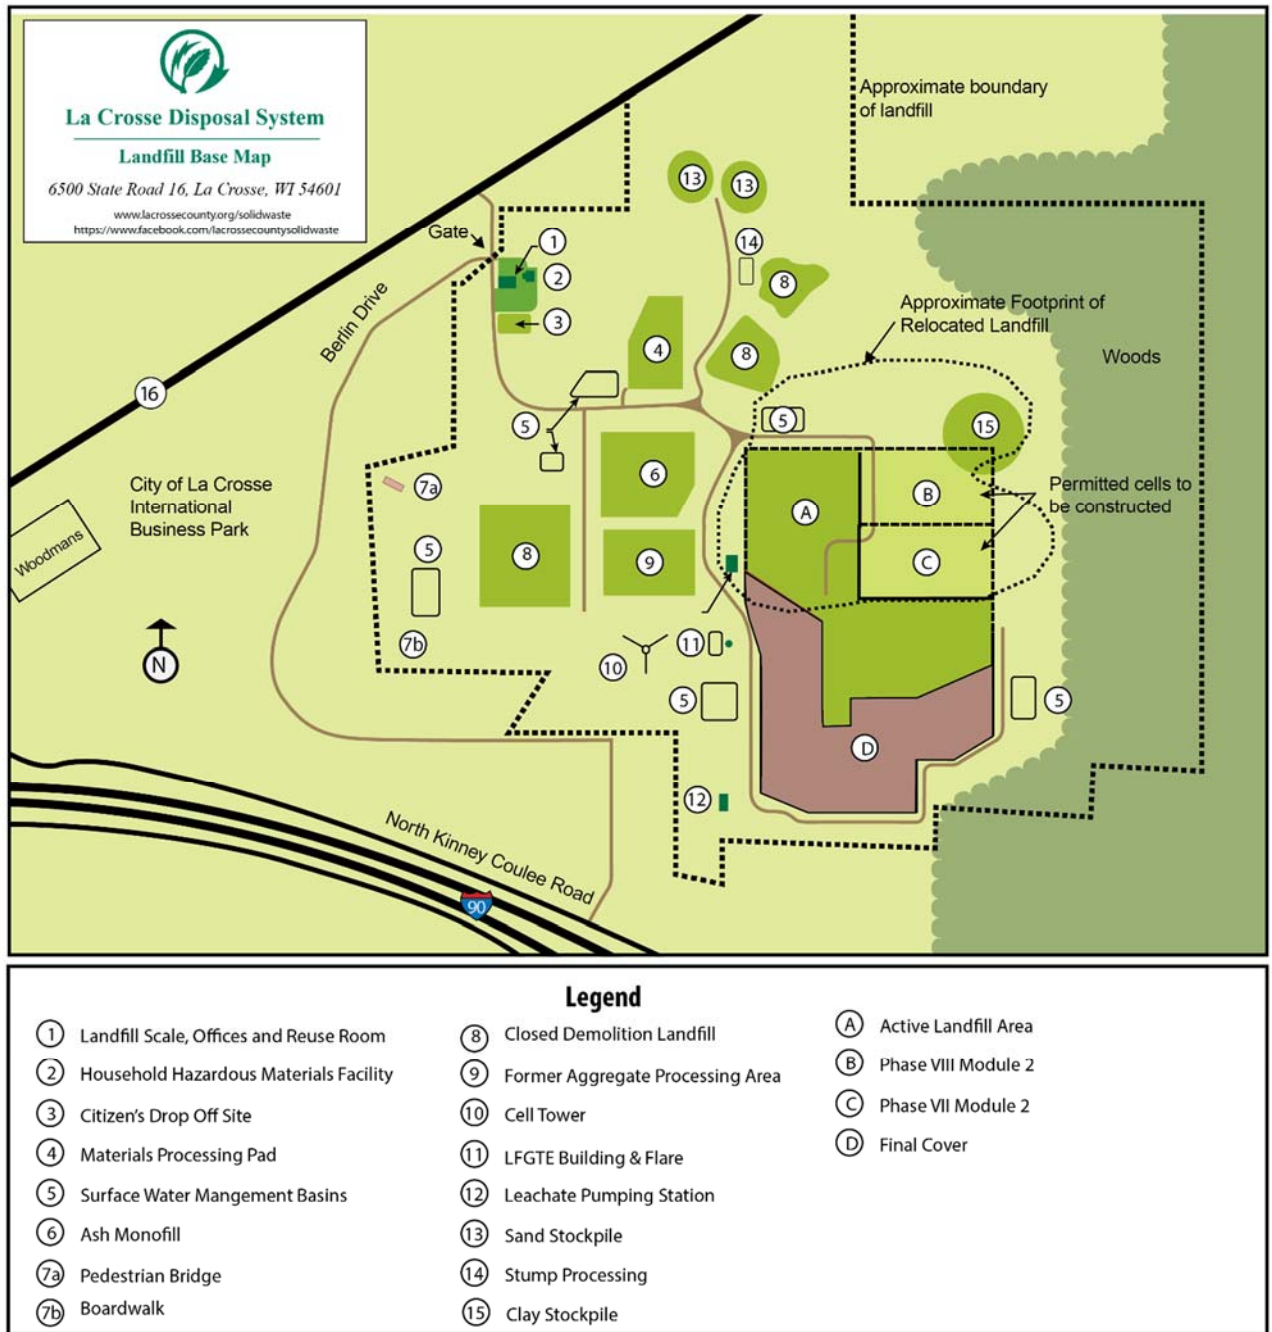 La Crosse Disposal System
Landfill Base Map
6500 State Road 16, La Crosse, WI 54601
www.lacrossecounty.org/solidwaste
https://www.facebook.com/lacrossecountysolidwaste
Approximate boundary
of landfill
13
13
Gate
1
14
2
8
Berlin Drive
3
Approximate Footprint of
Relocated Landfill
4
8
Woods
16
5
5
15
City of La Crosse
International
Business Park
7a
6
B
Permitted cells to
be constructed
A
Woodmans
5
8
9
C
N
7b
10
11
5
5
D
12
North Kinney Coulee Road
90
Legend
1 Landfill Scale, Offices and Reuse Room
2 Household Hazardous Materials Facility
3 Citizen's Drop Off Site
4 Materials Processing Pad
5 Surface Water Mangement Basins
6 Ash Monofill
7a Pedestrian Bridge
7b Boardwalk
8 Closed Demolition Landfill
9 Former Aggregate Processing Area
10 Cell Tower
11 LFGTE Building & Flare
12 Leachate Pumping Station
13 Sand Stockpile
14 Stump Processing
15 Clay Stockpile
A Active Landfill Area
B Phase VIII Module 2
C Phase VII Module 2
D Final Cover